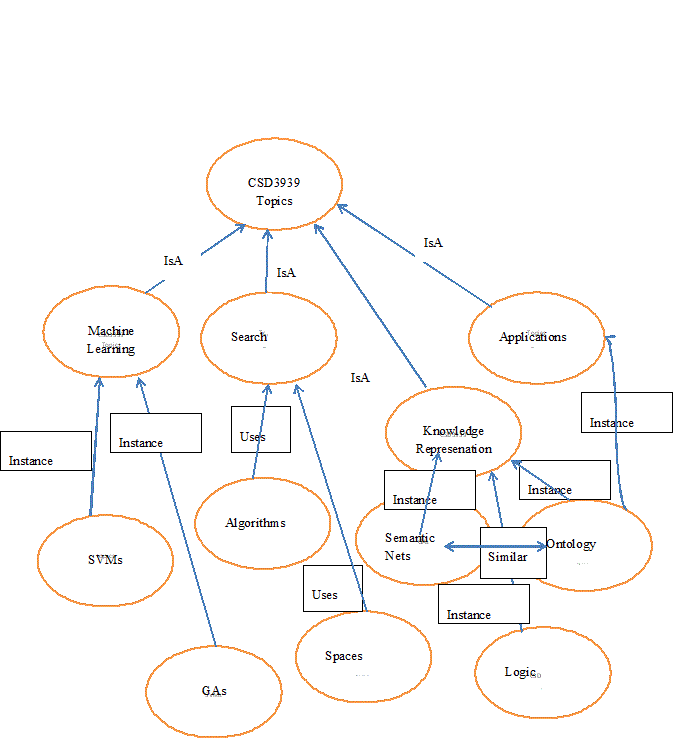 CSD3939
Topics
IsA
IsA
IsA
Machine
Learning
Search
Applications
IsA
Instance
Instance
Uses
Knowledge
Represenation
Instance
Instance
Instance
Algorithms
Semantic
Nets
Similar
Ontology
SVMs
Uses
Instance
Spaces
Logic
GAs